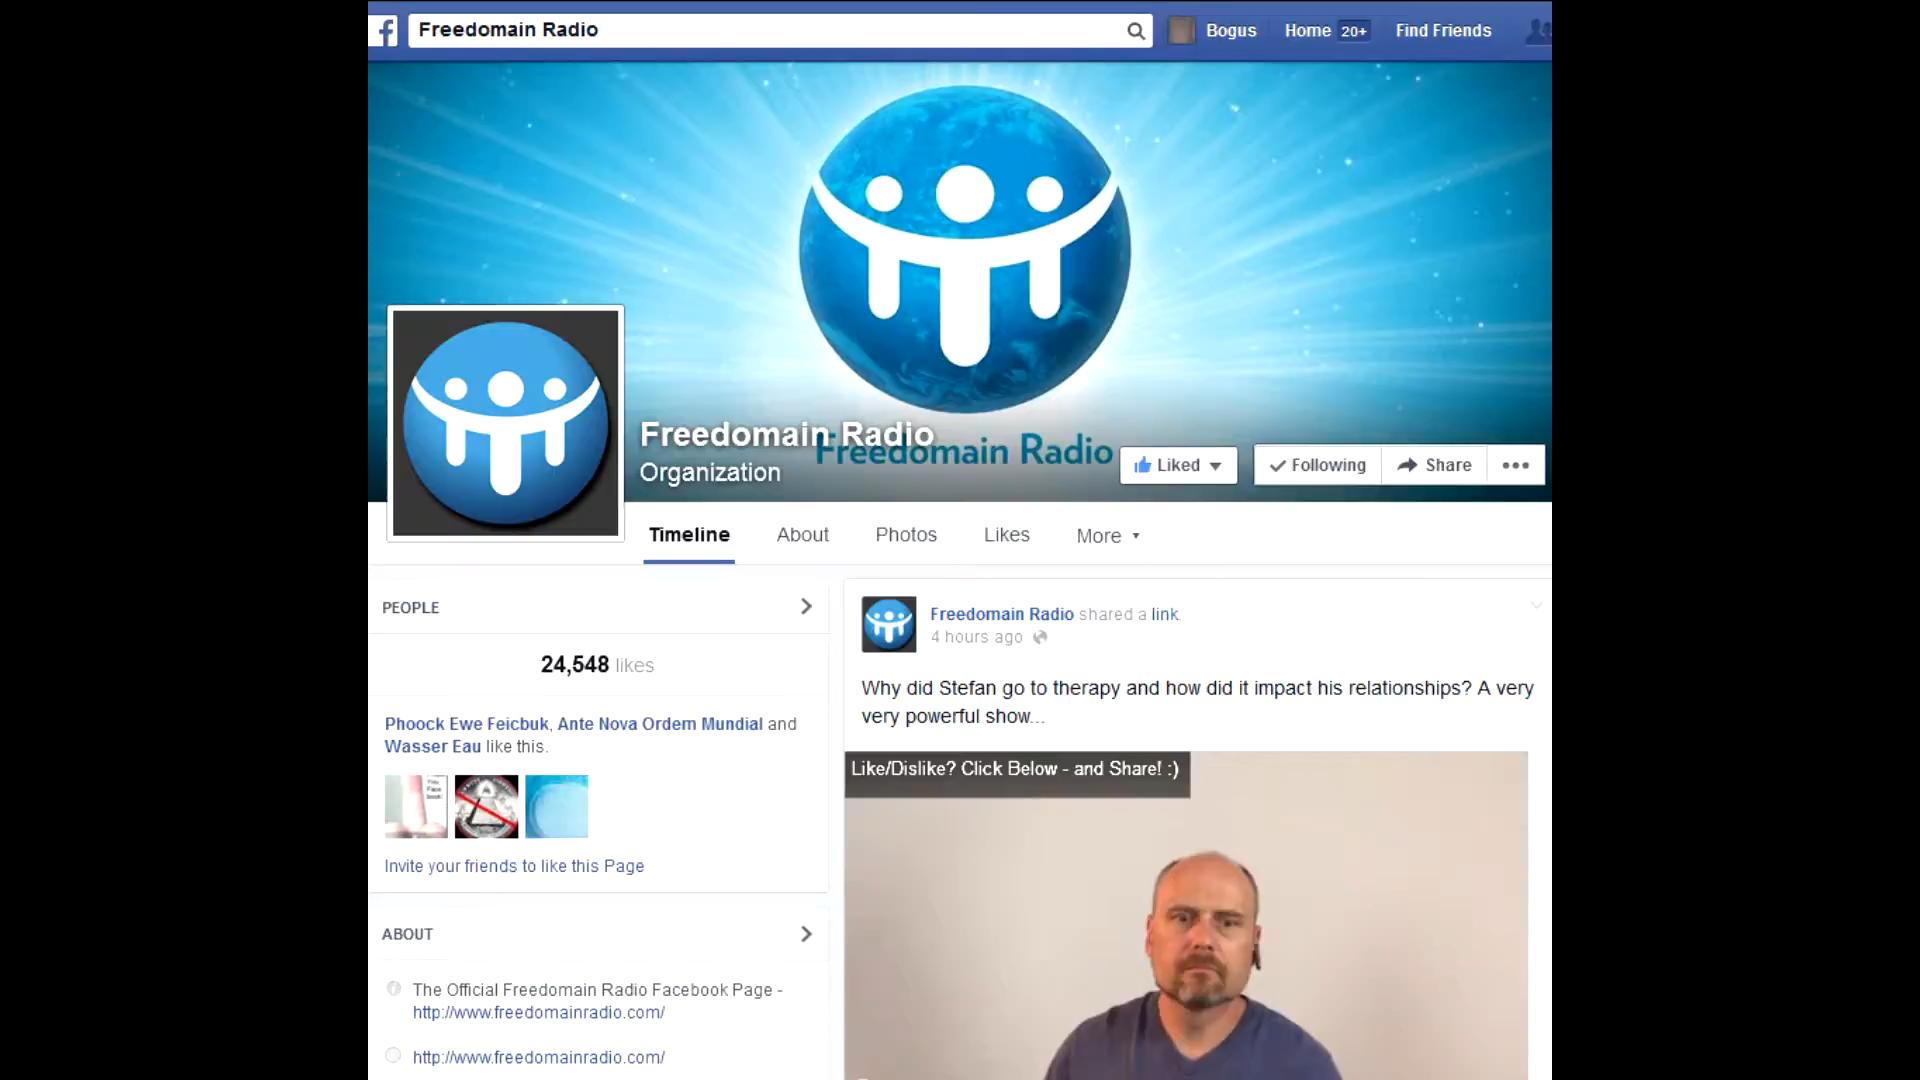 Freedomain Radio
Bogus
Home 20+
Find Friends
Freedomain Radio
Freedomain Radio
Organization
Liked
Following
Share
Timeline
About
Photos
Likes
More
PEOPLE
24,548 likes
Phoock Ewe Feicbuk, Ante Nova Ordem Mundial and
Wasser Eau like this.
Invite your friends to like this Page
ABOUT
The Official Freedomain Radio Facebook Page -
http://www.freedomainradio.com/
http://www.freedomainradio.com/
Freedomain Radio shared a link.
4 hours ago
Why did Stefan go to therapy and how did it impact his relationships? A very
very powerful show...
Like/Dislike? Click Below - and Share! :)